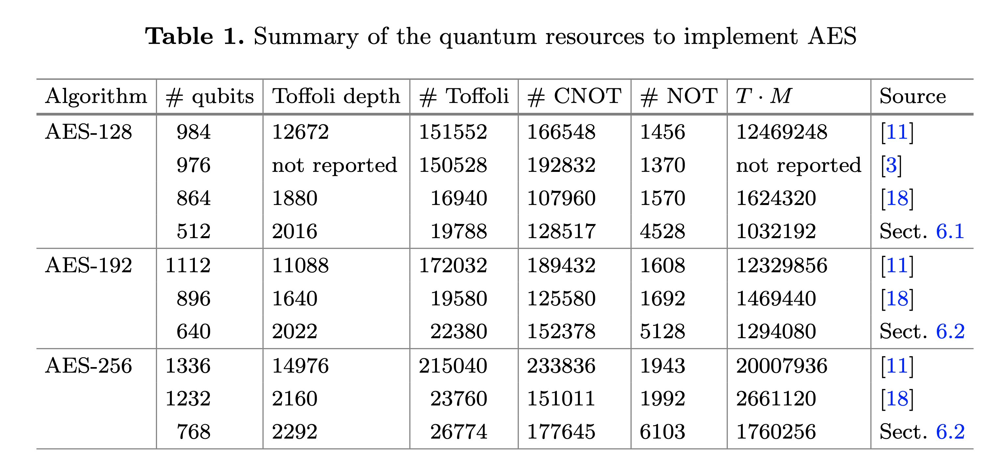 Table 1. Summary of the quantum resources to implement AES
Algorithm # qubits Toffoli depth # Toffoli # CNOT # NOT T · M Source
AES-128 984 12672 151552 166548 1456 12469248 [11]
976 not reported 150528 192832 1370 not reported [3]
864 1880 16940 107960 1570 1624320 [18]
512 2016 19788 128517 4528 1032192 Sect. 6.1
AES-192 1112 11088 172032 189432 1608 12329856 [11]
896 1640 19580 125580 1692 1469440 [18]
640 2022 22380 152378 5128 1294080 Sect. 6.2
AES-256 1336 14976 215040 233836 1943 20007936 [11]
1232 2160 23760 151011 1992 2661120 [18]
768 2292 26774 177645 6103 1760256 Sect. 6.2